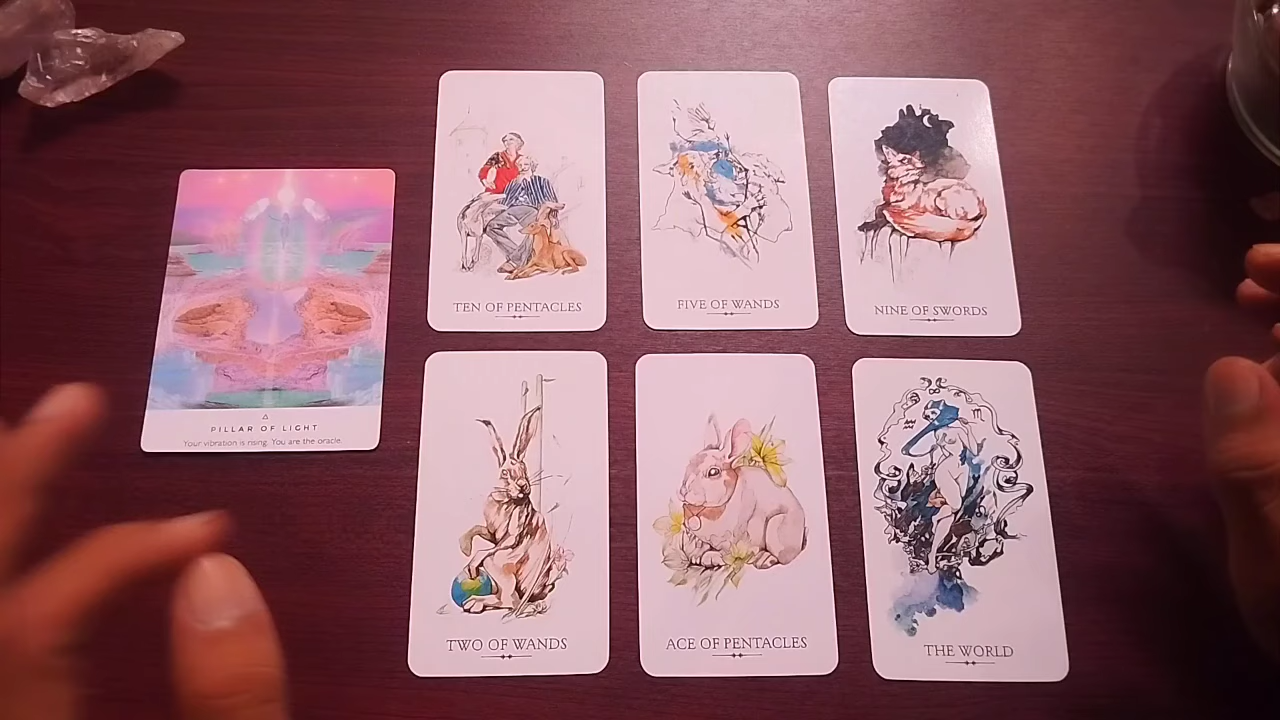 TEN OF PENTACLES
FIVE OF WANDS
NINE OF SWORDS
PILLAR OF LIGHT
Your vibration is rising. You are the oracle.
TWO OF WANDS
ACE OF PENTACLES
THE WORLD